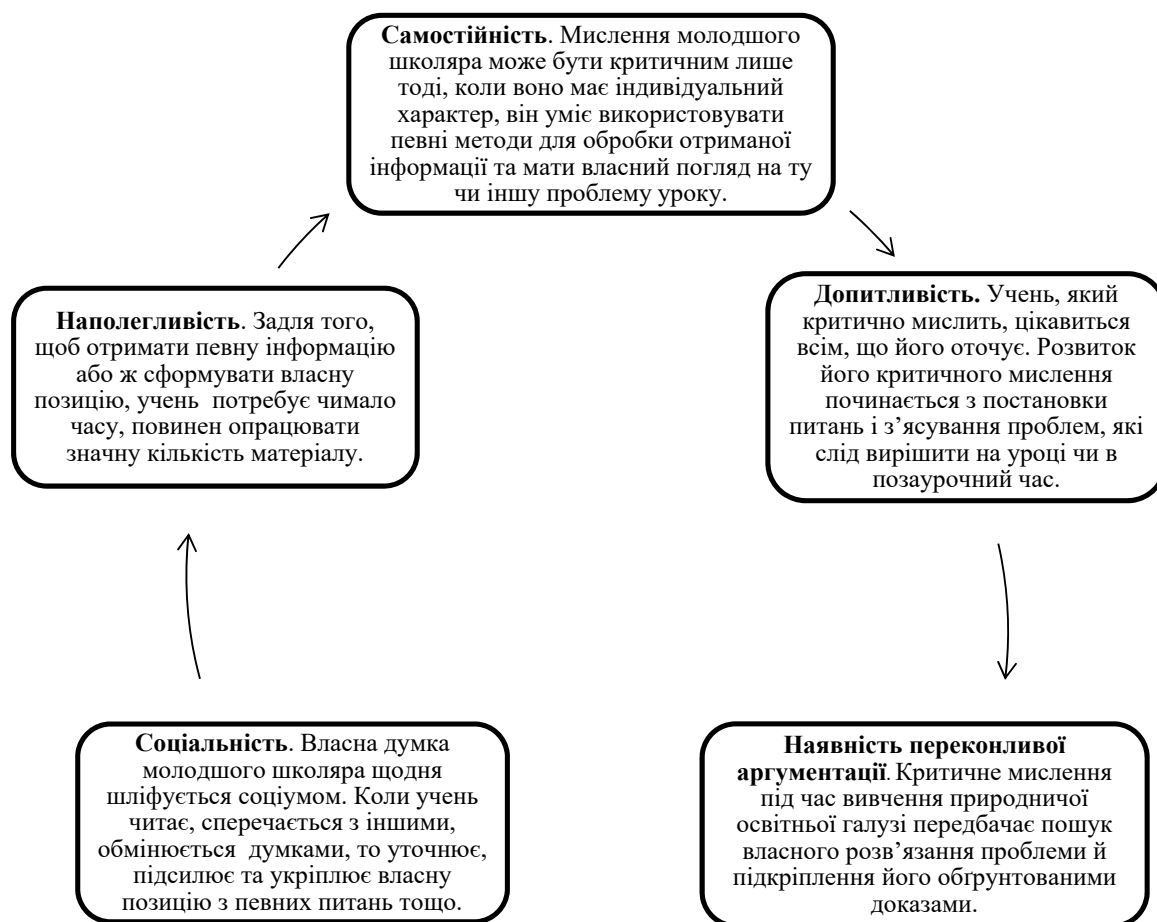 Самостійність. Мислення молодшого
школяра може бути критичним лише
тоді, коли воно має індивідуальний
характер, він уміє використовувати
певні методи для обробки отриманої
інформації та мати власний погляд на ту
чи іншу проблему уроку.
Допитливість. Учень, який
критично мислить, цікавиться
всім, що його оточує. Розвиток
його критичного мислення
починається з постановки
питань і з’ясування проблем, які
слід вирішити на уроці чи в
позаурочний час.
Наявність переконливої
аргументації. Критичне мислення
під час вивчення природничої
освітньої галузі передбачає пошук
власного розв’язання проблеми й
підкріплення його обґрунтованими
доказами.
Соціальність. Власна думка
молодшого школяра щодня
шліфується соціумом. Коли учень
читає, сперечається з іншими,
обмінюється думками, то уточнює,
підсилює та укріплює власну
позицію з певних питань тощо.
Наполегливість. Задля того,
щоб отримати певну інформацію
або ж сформувати власну
позицію, учень потребує чимало
часу, повинен опрацювати
значну кількість матеріалу.